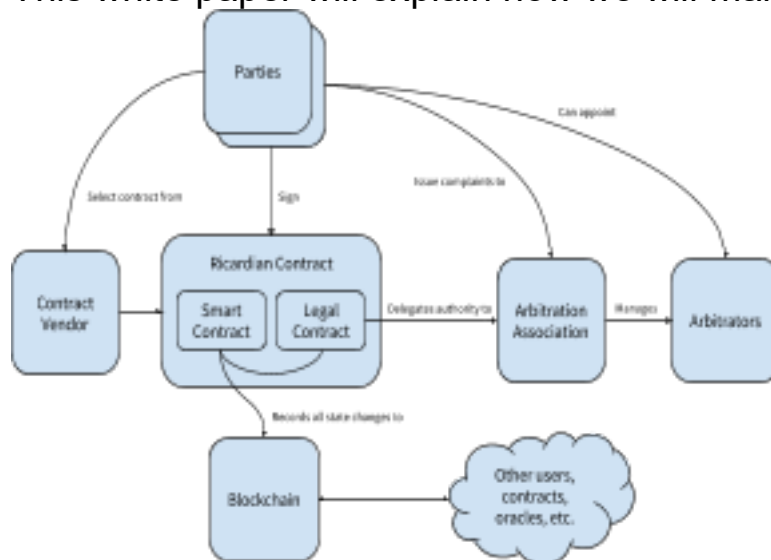 This white paper will explain how we will
Parties
Can appoint
Issue complaints to
Select contract from
Sign
Ricardian Contract
Contract
Vendor
Smart
Contract
Legal
Contract
Delegates authority to
Arbitration
Association
Manages
Arbitrators
Records all state changes to
Blockchain
Other users,
contracts,
oracles, etc.